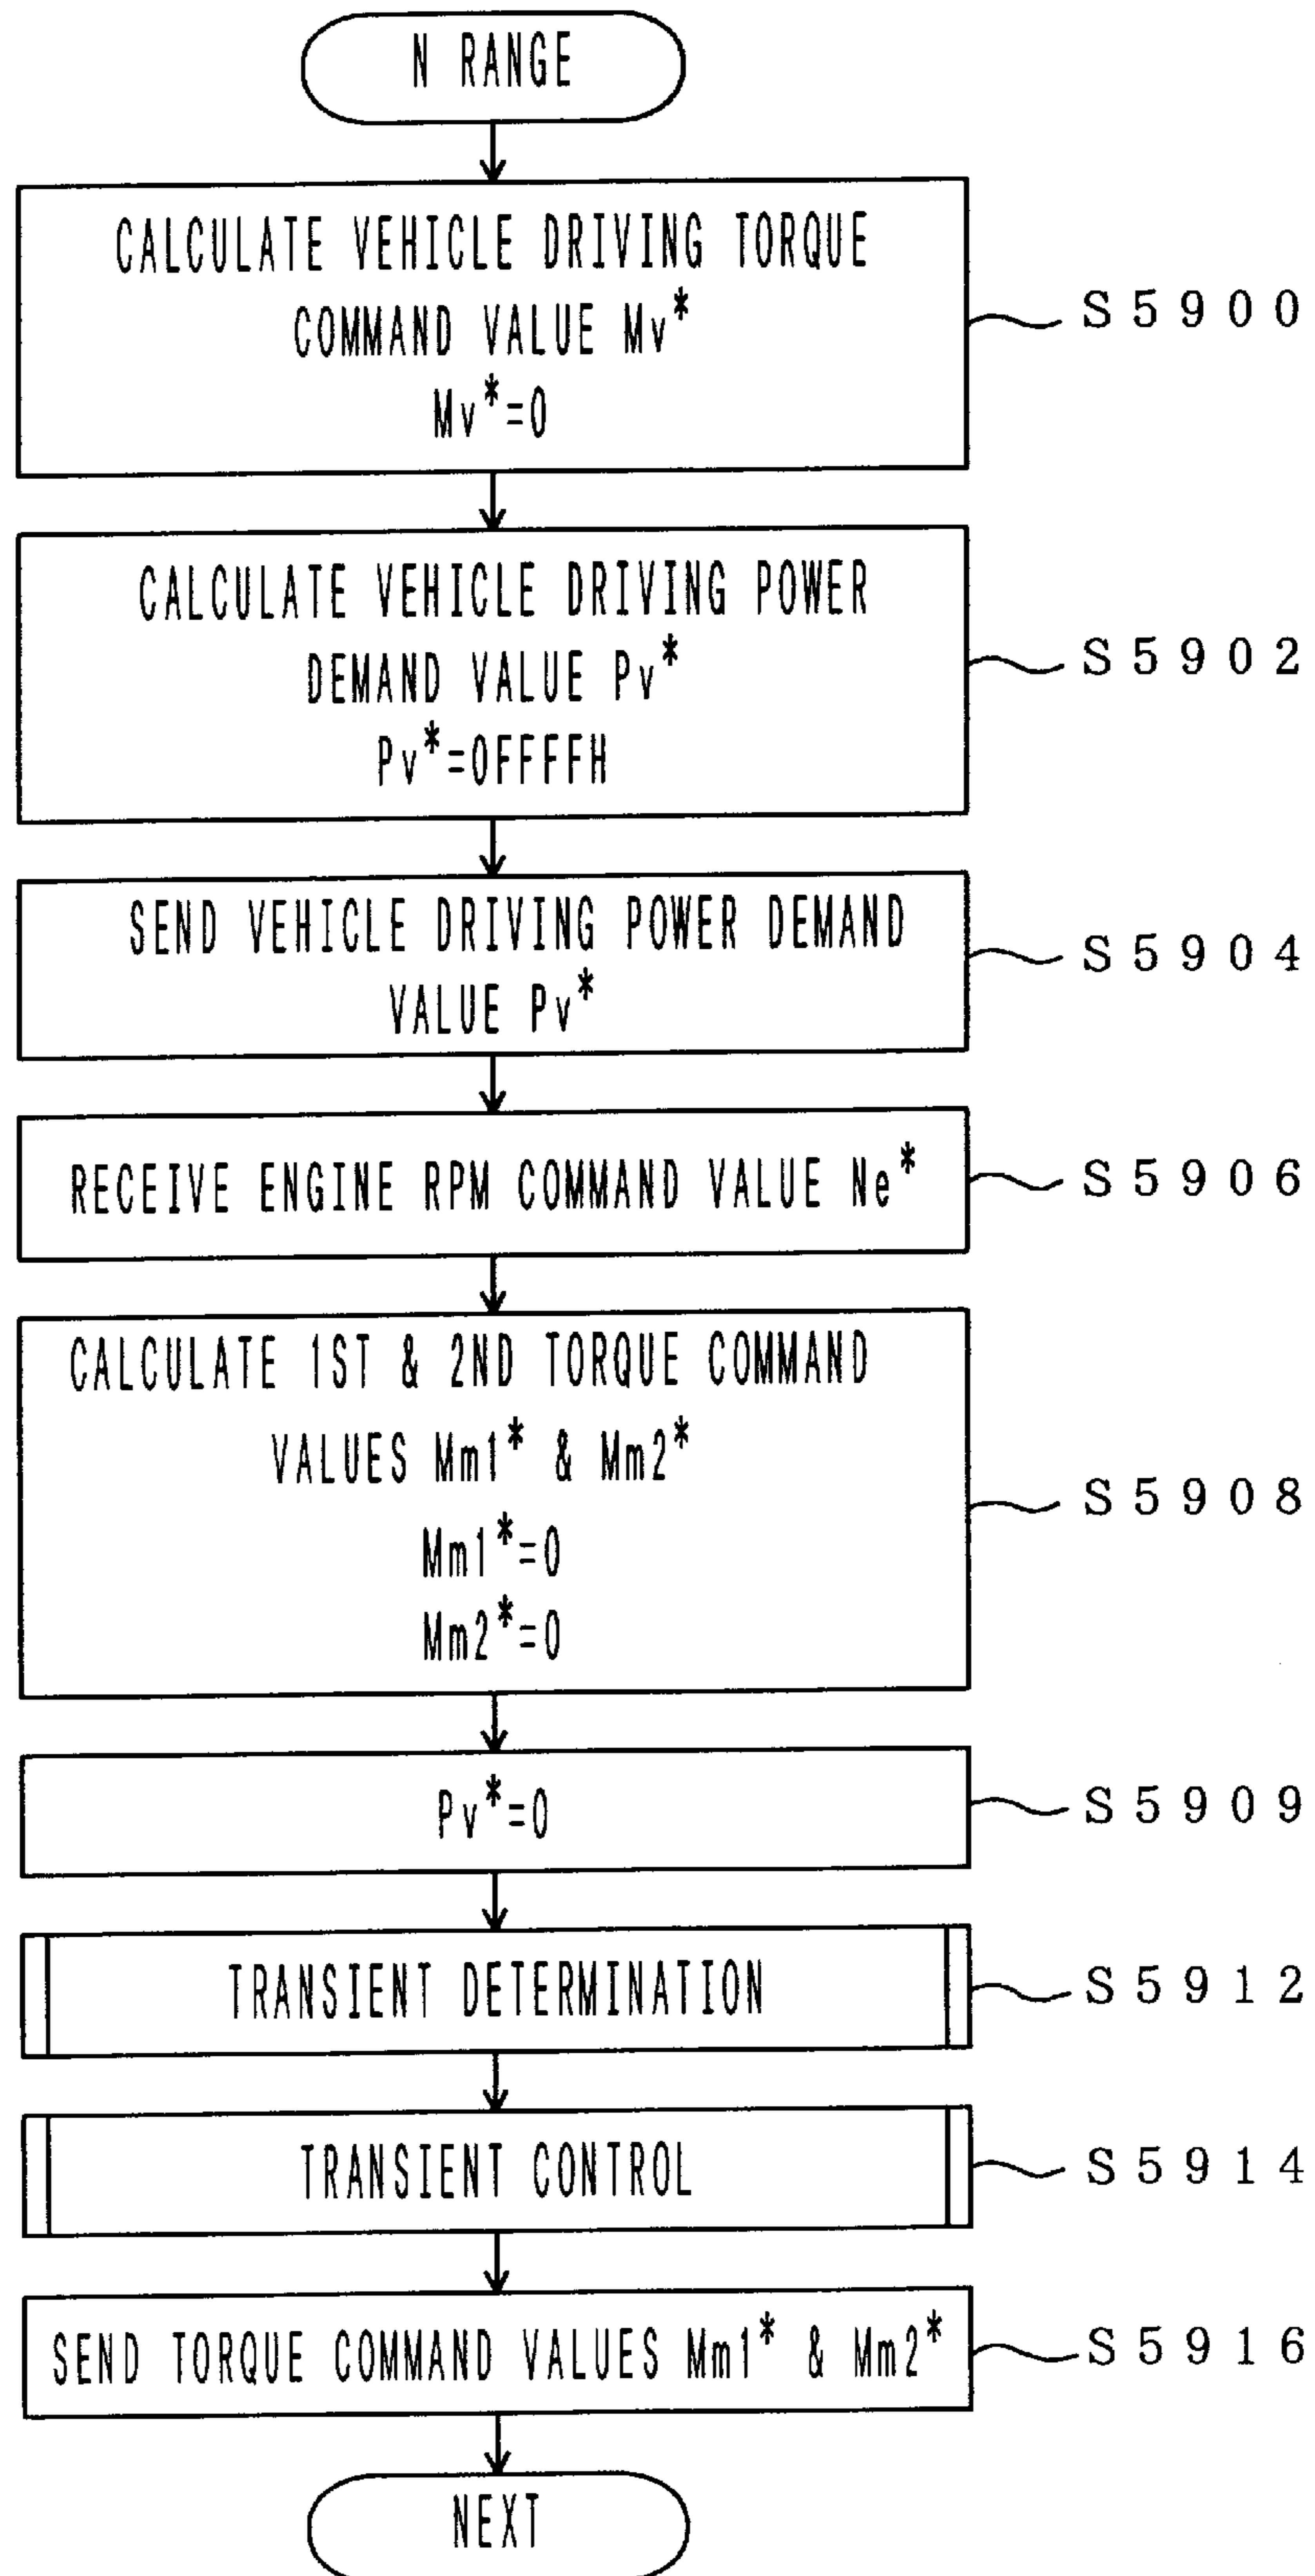 N RANGE
CALCULATE VEHICLE DRIVING TORQUE
COMMAND VALUE Mv*
Mv*=0
S5900
CALCULATE VEHICLE DRIVING POWER
DEMAND VALUE Pv*
Pv*=0FFFFH
S5902
SEND VEHICLE DRIVING POWER DEMAND
VALUE Pv*
S5904
RECEIVE ENGINE RPM COMMAND VALUE Ne*
S5906
CALCULATE 1ST & 2ND TORQUE COMMAND
VALUES Mm1* & Mm2*
Mm1*=0
Mm2*=0
S5908
Pv*=0
S5909
TRANSIENT DETERMINATION
S5912
TRANSIENT CONTROL
S5914
SEND TORQUE COMMAND VALUES Mm1* & Mm2*
S5916
NEXT